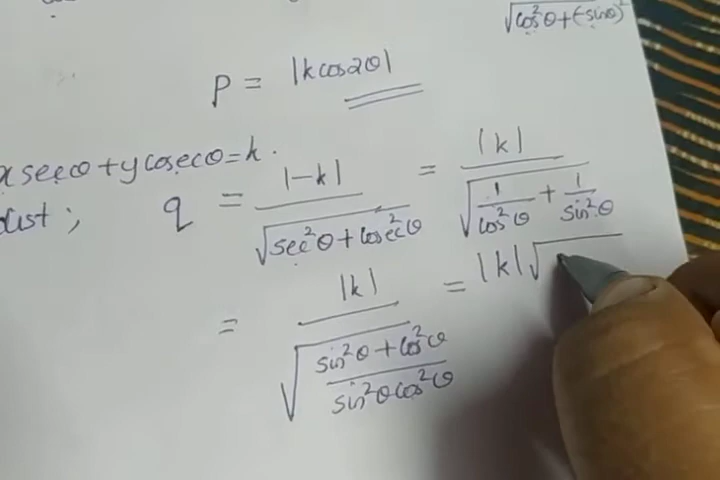 √(cos²θ+(-sinθ)²)
P = |kcos2θ|
x secθ + y cosecθ = k.
dist ; q = |-k| / √(sec²θ + cosec²θ) = |k| / √(1/cos²θ + 1/sin²θ)
= |k| / √((sin²θ + cos²θ)/(sin²θcos²θ)) = |k|√